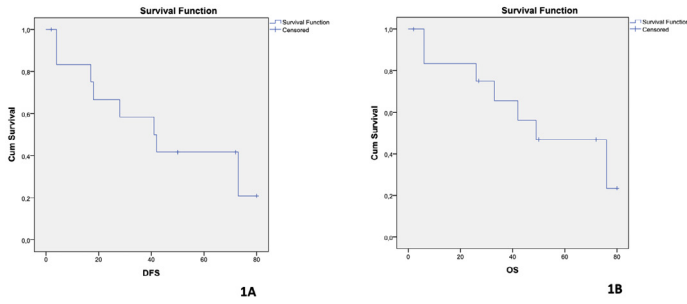 Survival Function
Survival Function
Censored
1,0
0,8
0,6
0,4
0,2
0,0
Cum Survival
0
20
40
60
80
DFS
1A
Survival Function
Survival Function
Censored
1,0
0,8
0,6
0,4
0,2
0,0
Cum Survival
0
20
40
60
80
OS
1B